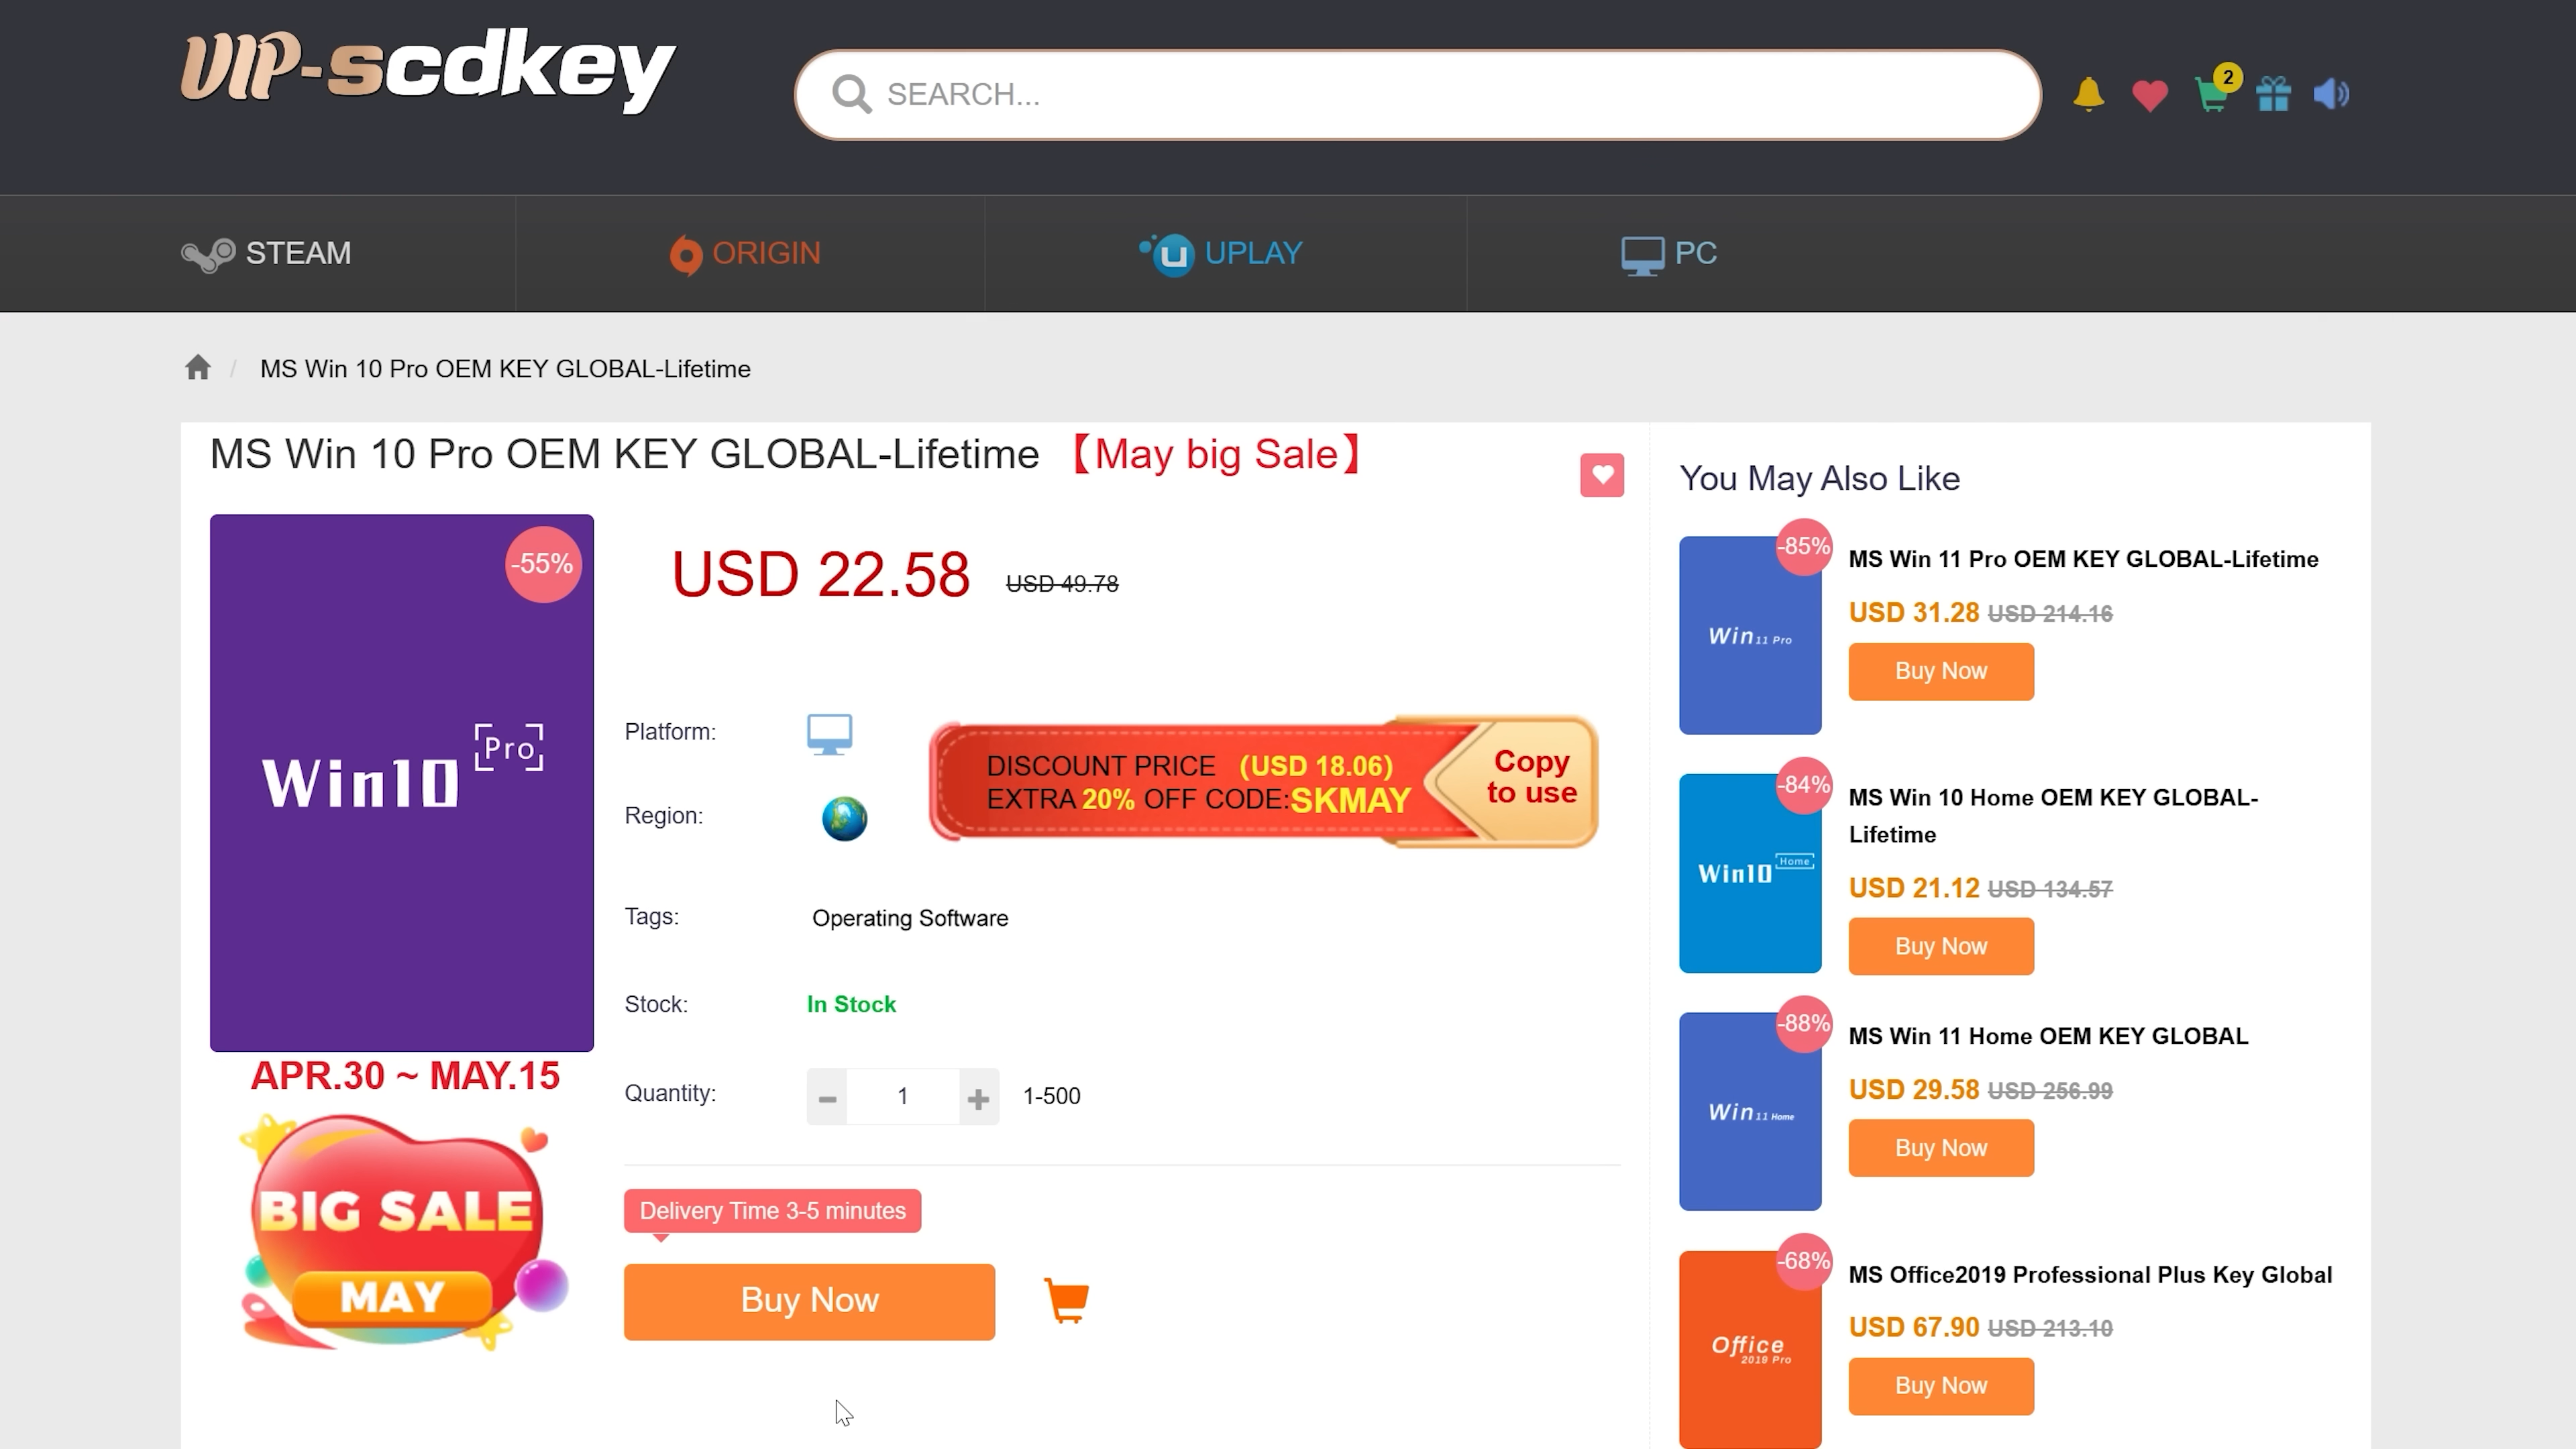 VIP-scdkey
SEARCH...
2
STEAM
ORIGIN
UPLAY
PC
/ MS Win 10 Pro OEM KEY GLOBAL-Lifetime
MS Win 10 Pro OEM KEY GLOBAL-Lifetime 【May big Sale】
-55%
Win10 [Pro]
APR.30 ~ MAY.15
BIG SALE
MAY
USD 22.58 USD 49.78
Platform:
Region:
DISCOUNT PRICE (USD 18.06)
EXTRA 20% OFF CODE:SKMAY
Copy
to use
Tags: Operating Software
Stock: In Stock
Quantity: − 1 + 1-500
Delivery Time 3-5 minutes
Buy Now
You May Also Like
-85%
Win 11 Pro
MS Win 11 Pro OEM KEY GLOBAL-Lifetime
USD 31.28 USD 214.16
Buy Now
-84%
Win10 Home
MS Win 10 Home OEM KEY GLOBAL-
Lifetime
USD 21.12 USD 134.57
Buy Now
-88%
Win 11 Home
MS Win 11 Home OEM KEY GLOBAL
USD 29.58 USD 256.99
Buy Now
-68%
Office
2019 Pro
MS Office2019 Professional Plus Key Global
USD 67.90 USD 213.10
Buy Now